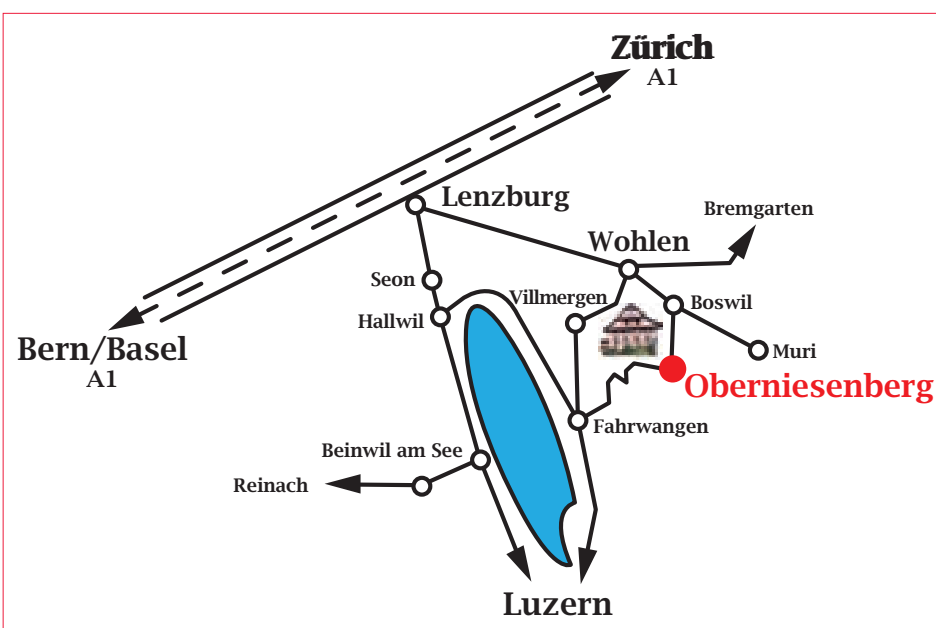 Zürich
A1
Lenzburg
Bremgarten
Wohlen
Seon
Villmergen
Boswil
Hallwil
Bern/Basel
A1
Muri
Oberniesenberg
Fahrwangen
Beinwil am See
Reinach
Luzern